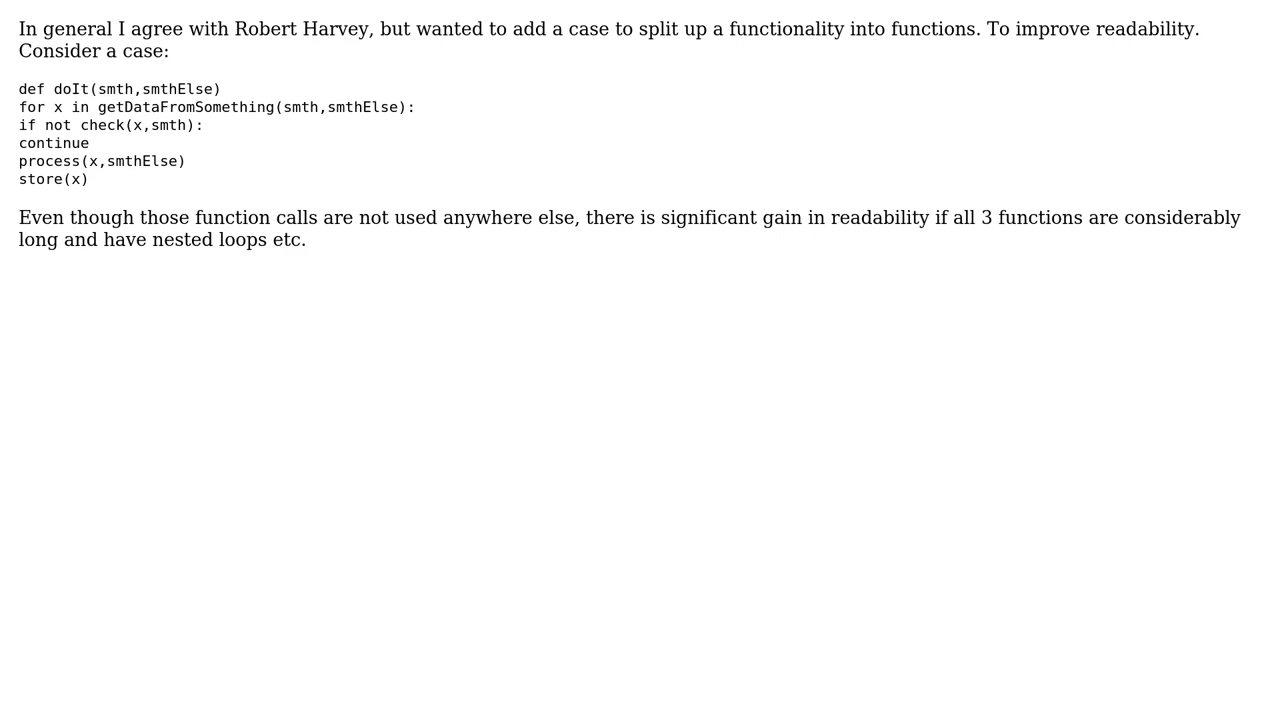 In general I agree with Robert Harvey, but wanted to add a case to split up a functionality into functions. To improve readability.
Consider a case:
def doIt(smth,smthElse)
for x in getDataFromSomething(smth,smthElse):
if not check(x,smth):
continue
process(x,smthElse)
store(x)
Even though those function calls are not used anywhere else, there is significant gain in readability if all 3 functions are considerably
long and have nested loops etc.